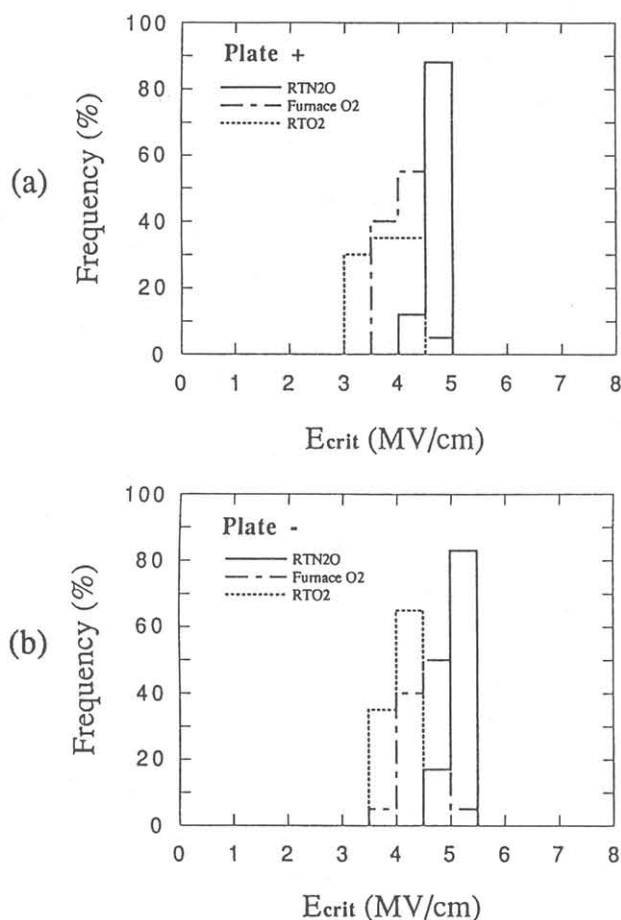 (a)
Frequency (%)
100
80
60
40
20
0
Plate +
RTN2O
Furnace O2
RTO2
0 1 2 3 4 5 6 7 8
Ecrit (MV/cm)
(b)
Frequency (%)
100
80
60
40
20
0
Plate -
RTN2O
Furnace O2
RTO2
0 1 2 3 4 5 6 7 8
Ecrit (MV/cm)